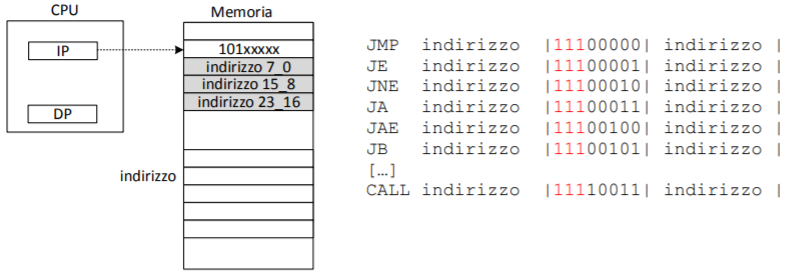 CPU
Memoria
IP
101xxxxx
indirizzo 7_0
indirizzo 15_8
indirizzo 23_16
DP
indirizzo
JMP indirizzo |11100000| indirizzo |
JE indirizzo |11100001| indirizzo |
JNE indirizzo |11100010| indirizzo |
JA indirizzo |11100011| indirizzo |
JAE indirizzo |11100100| indirizzo |
JB indirizzo |11100101| indirizzo |
[…]
CALL indirizzo |11110011| indirizzo |